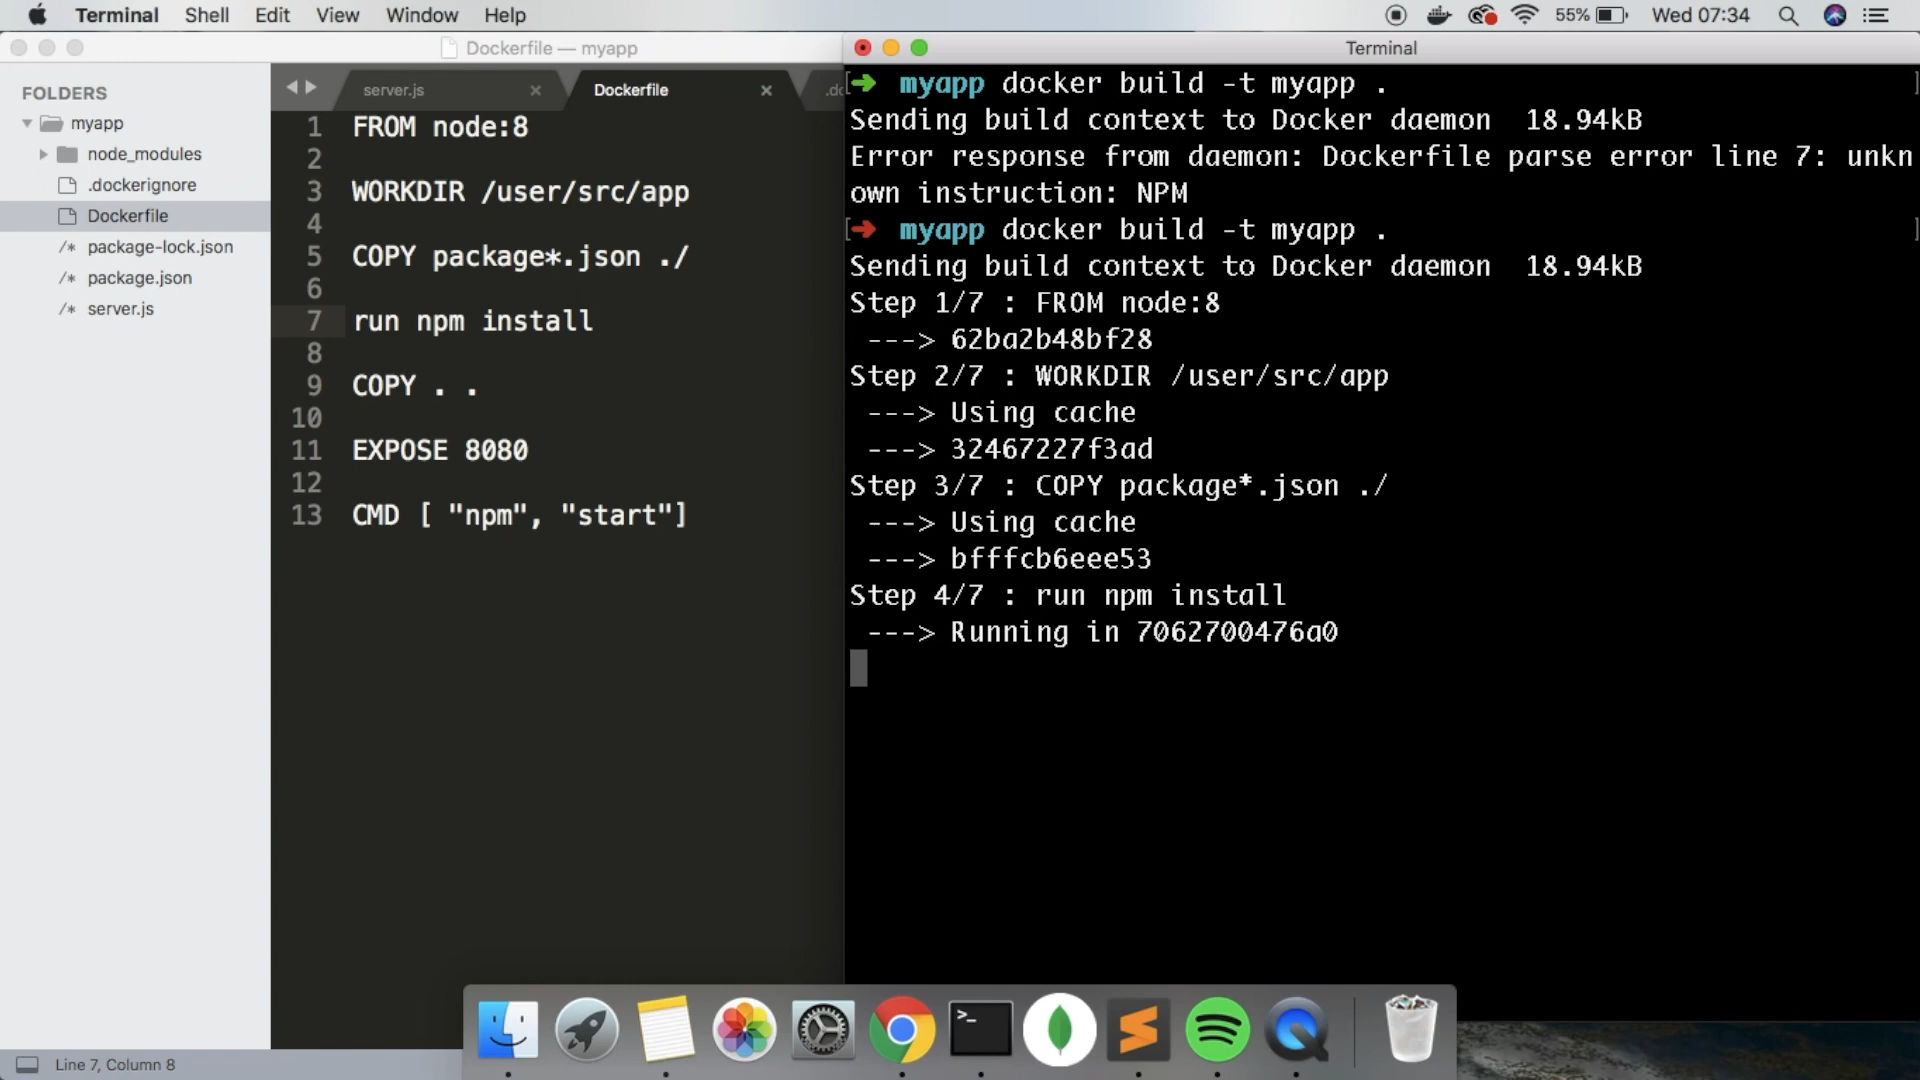 Terminal Shell Edit View Window Help
55% Wed 07:34
Dockerfile — myapp
FOLDERS
myapp
node_modules
.dockerignore
Dockerfile
/* package-lock.json
/* package.json
/* server.js
server.js
Dockerfile
1 FROM node:8
2
3 WORKDIR /user/src/app
4
5 COPY package*.json ./
6
7 run npm install
8
9 COPY . .
10
11 EXPOSE 8080
12
13 CMD [ "npm", "start"]
Line 7, Column 8
Terminal
[➜ myapp docker build -t myapp . ]
Sending build context to Docker daemon 18.94kB
Error response from daemon: Dockerfile parse error line 7: unkn
own instruction: NPM
[➜ myapp docker build -t myapp . ]
Sending build context to Docker daemon 18.94kB
Step 1/7 : FROM node:8
---> 62ba2b48bf28
Step 2/7 : WORKDIR /user/src/app
---> Using cache
---> 32467227f3ad
Step 3/7 : COPY package*.json ./
---> Using cache
---> bfffcb6eee53
Step 4/7 : run npm install
---> Running in 7062700476a0
>_